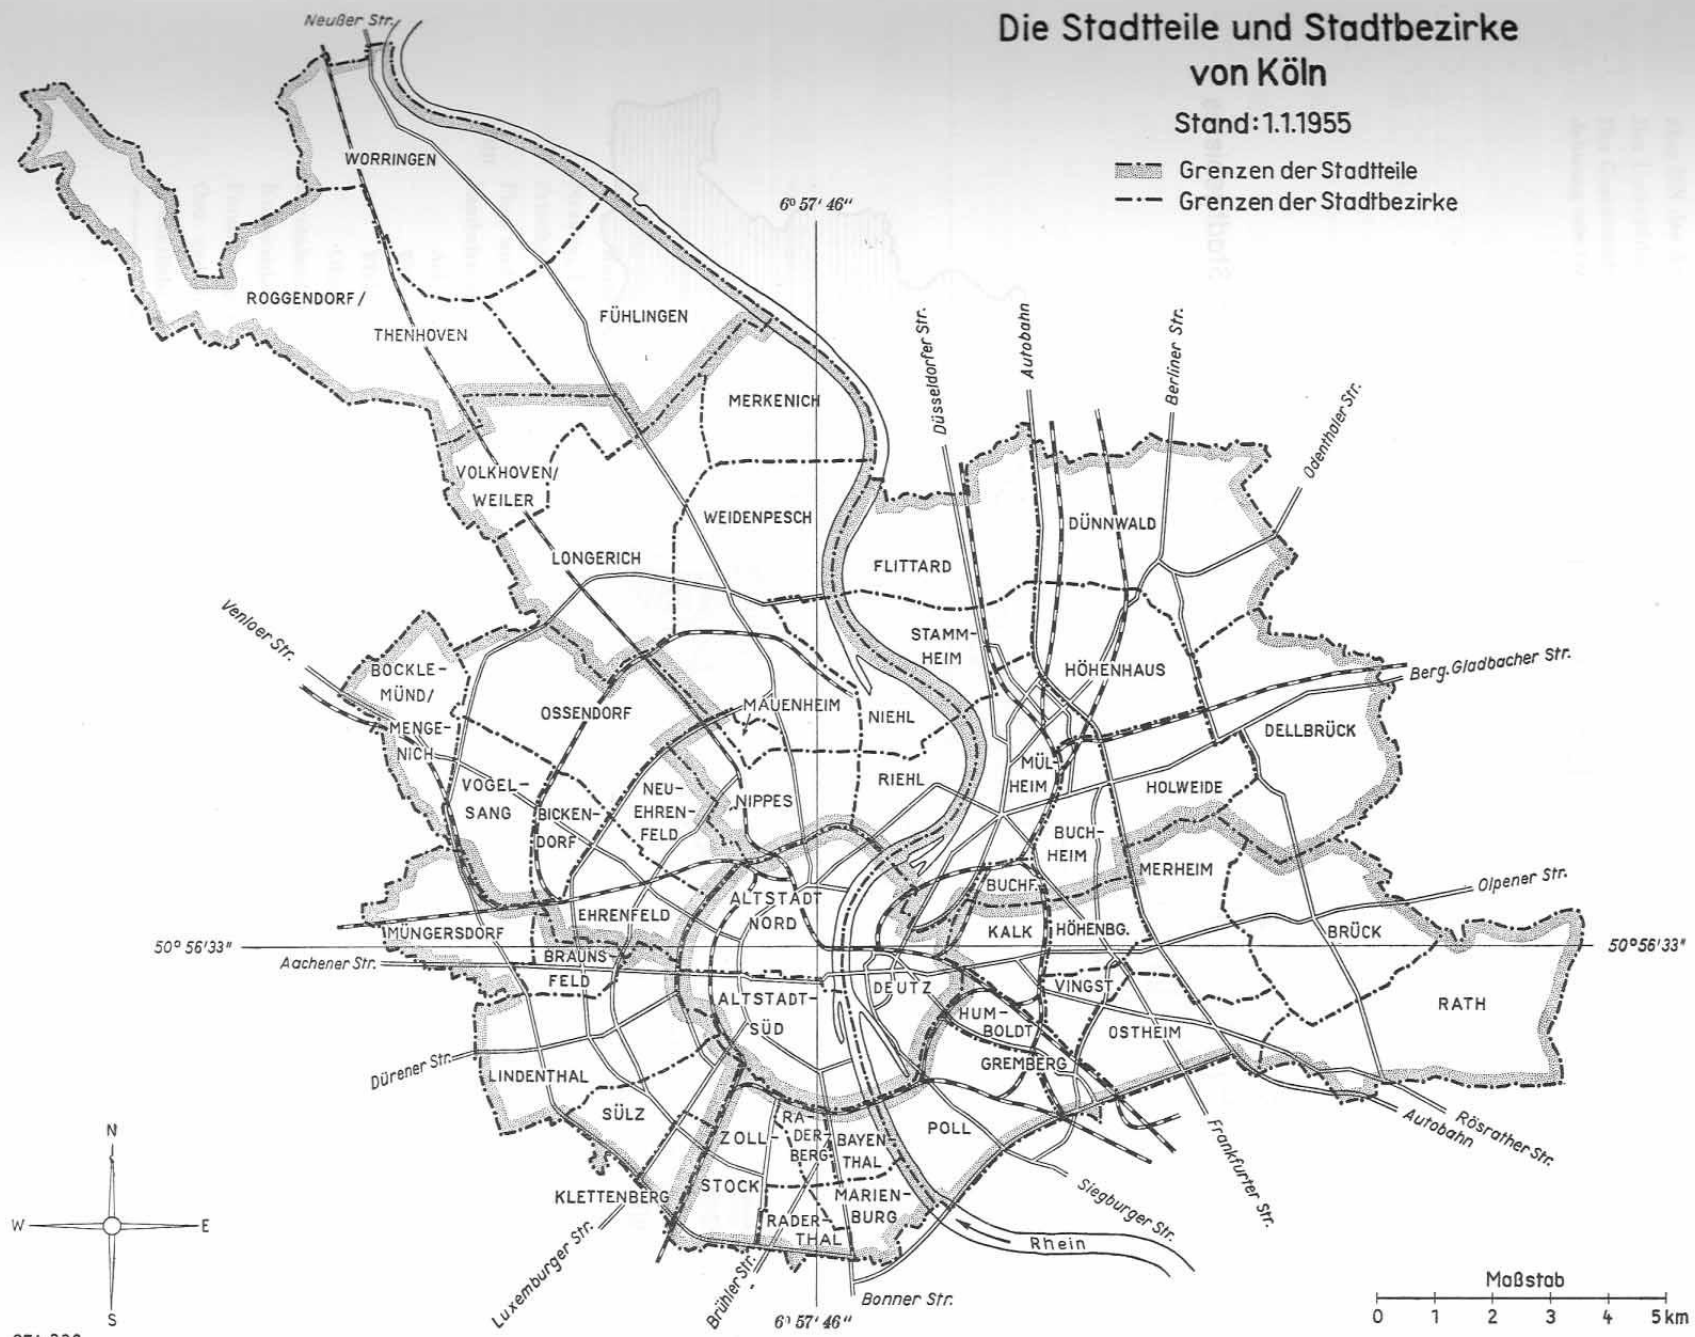 Die Stadtteile und Stadtbezirke
von Köln
Stand: 1.1.1955
Grenzen der Stadtteile
Grenzen der Stadtbezirke
Neußer Str.
6° 57' 46"
WORRINGEN
ROGGENDORF/
THENHOVEN
FÜHLINGEN
MERKENICH
Düsseldorfer Str.
Autobahn
Berliner Str.
Odenthaler Str.
VOLKHOVEN/
WEILER
WEIDENPESCH
LONGERICH
FLITTARD
DÜNNWALD
Venloer Str.
STAMM-
HEIM
HÖHENHAUS
Berg. Gladbacher Str.
BOCKLE-
MÜND/
MENGE-
NICH
OSSENDORF
MAUENHEIM
NIEHL
DELLBRÜCK
VOGEL-
SANG
BICKEN-
DORF
NEU-
EHREN-
FELD
NIPPES
RIEHL
MÜL-
HEIM
HOLWEIDE
BUCH-
HEIM
MERHEIM
BUCHF.
Olpener Str.
MÜNGERSDORF
EHRENFELD
ALTSTADT
NORD
KALK
HÖHENBG.
BRÜCK
50° 56' 33"
50° 56' 33"
Aachener Str.
BRAUNS-
FELD
ALTSTADT-
SÜD
DEUTZ
VINGST
HUM-
BOLDT
GREMBERG
OSTHEIM
RATH
Dürener Str.
LINDENTHAL
SÜLZ
KLETTENBERG
ZOLL-
STOCK
RA-
DER-
BERG
BAYEN-
THAL
RADER-
THAL
MARIEN-
BURG
POLL
Rösrather Str.
Autobahn
Frankfurter Str.
Siegburger Str.
Rhein
Luxemburger Str.
Brühler Str.
Bonner Str.
6° 57' 46"
N
W
E
S
Maßstab
0 1 2 3 4 5 km